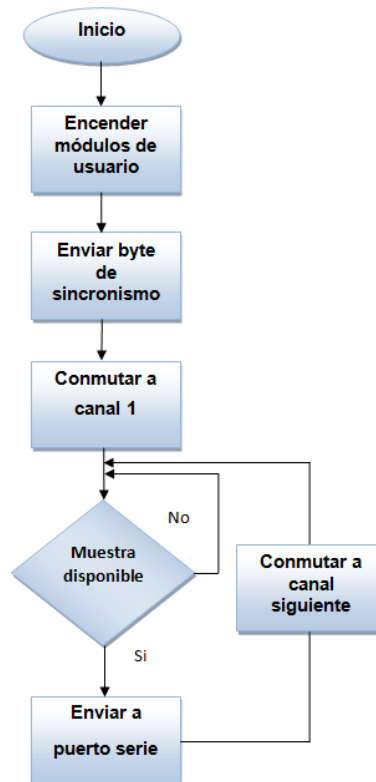 Inicio
Encender
módulos de
usuario
Enviar byte
de
sincronismo
Conmutar a
canal 1
No
Muestra
disponible
Conmutar a
canal
siguiente
Si
Enviar a
puerto serie